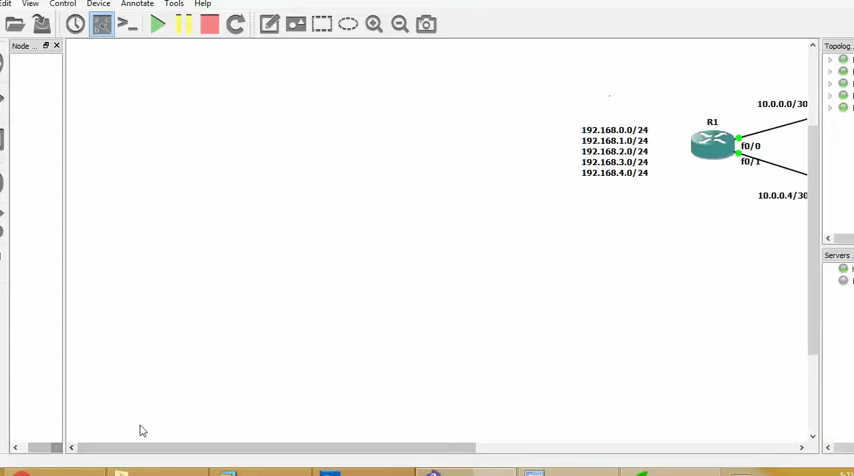 Edit View Control Device Annotate Tools Help
Node ...
Topolog
R1
10.0.0.0/30
192.168.0.0/24
192.168.1.0/24
192.168.2.0/24
192.168.3.0/24
192.168.4.0/24
f0/0
f0/1
10.0.0.4/30
Servers